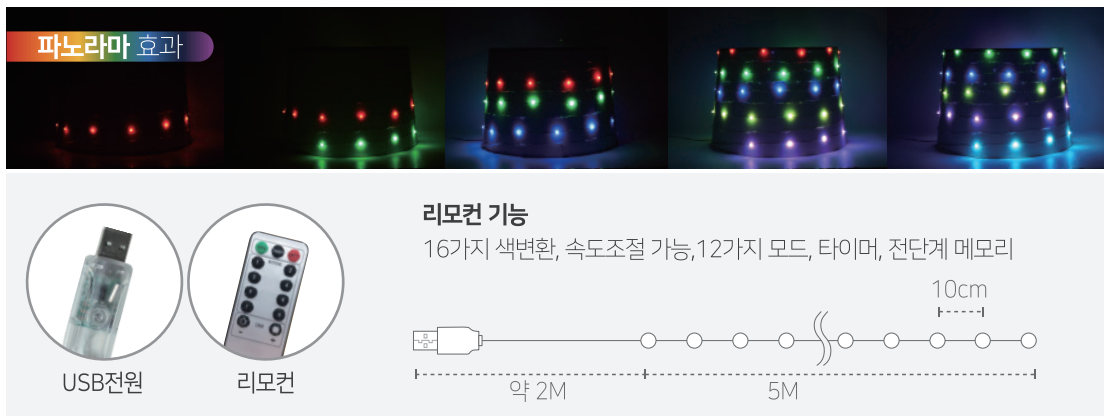 파노라마 효과
리모컨 기능
16가지 색변환, 속도조절 가능,12가지 모드, 타이머, 전단계 메모리
10cm
USB전원
리모컨
약 2M
5M